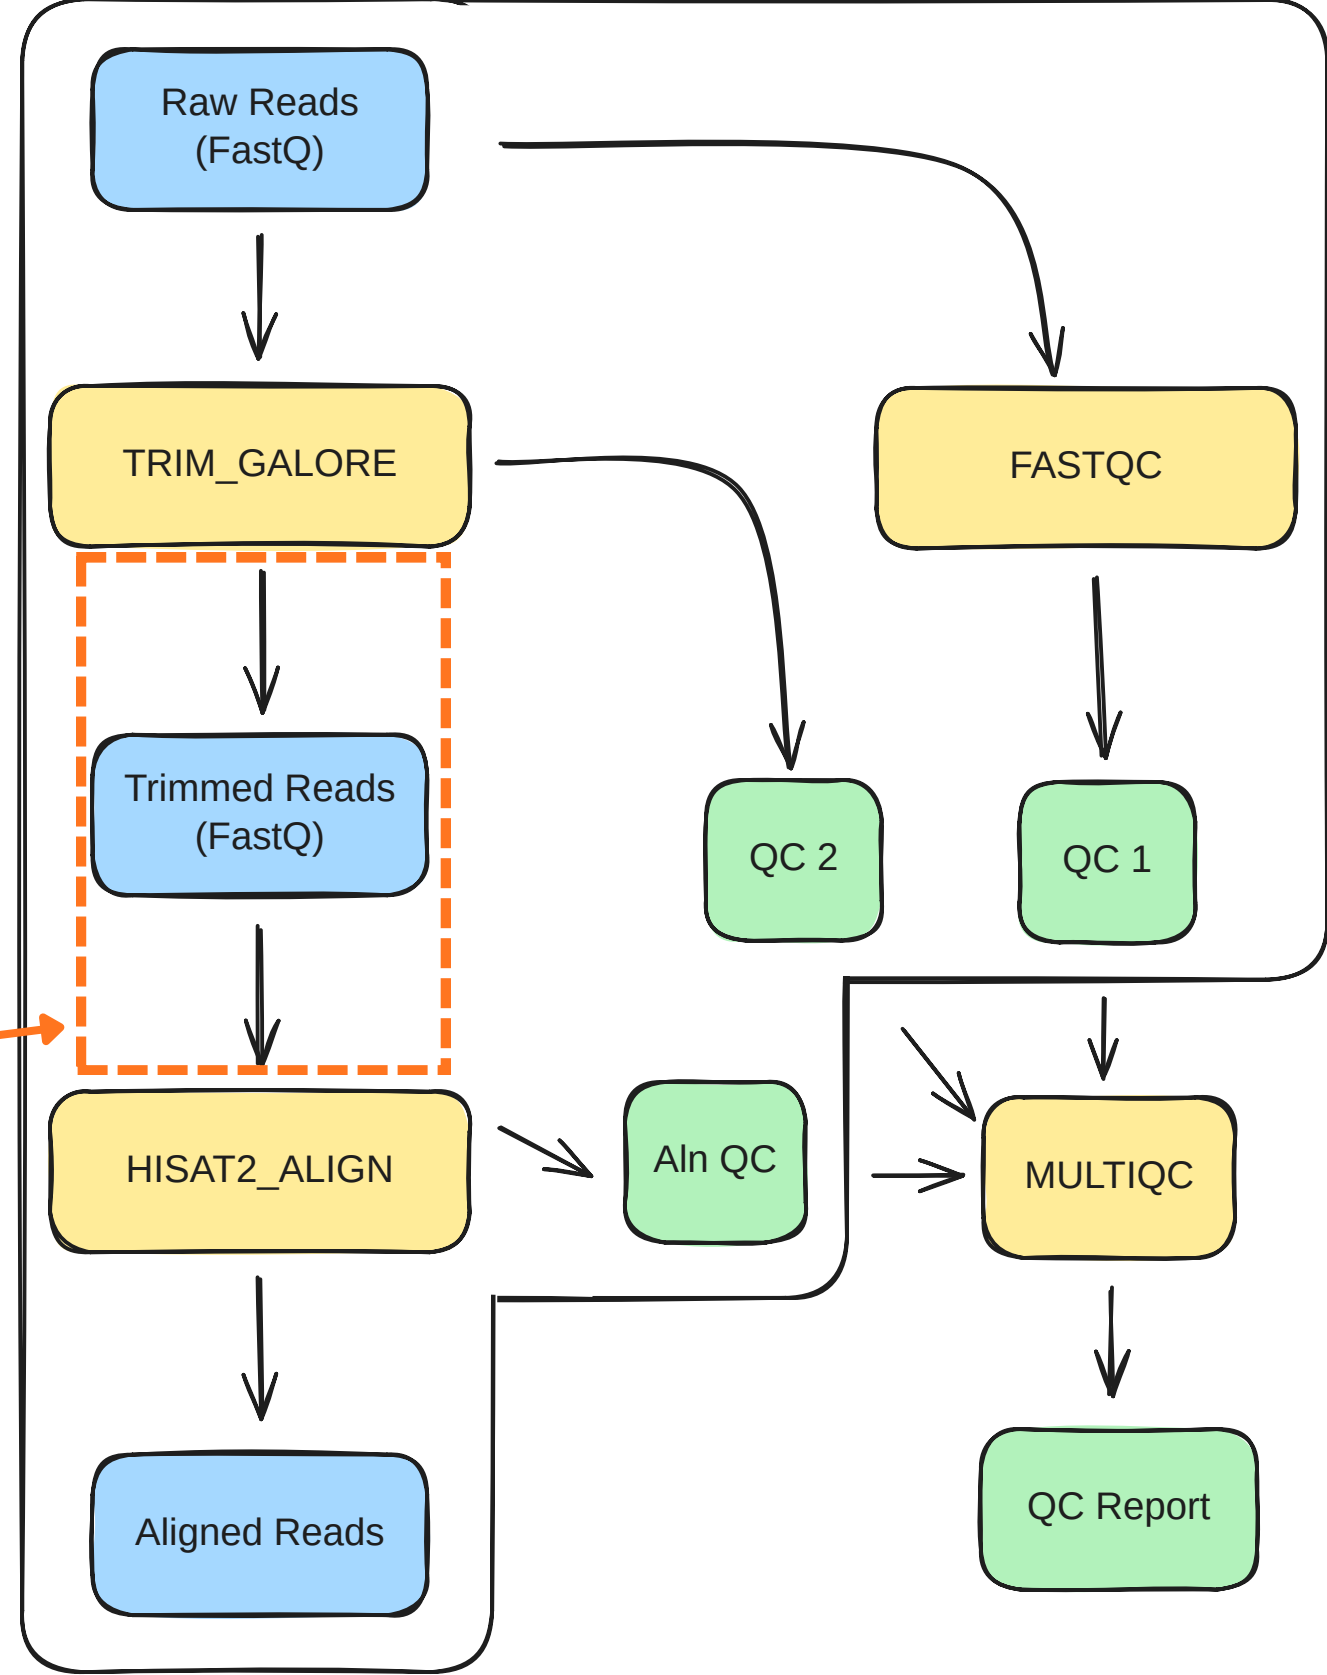 Raw Reads
(FastQ)
TRIM_GALORE
FASTQC
Trimmed Reads
(FastQ)
QC 2
QC 1
HISAT2_ALIGN
Aln QC
MULTIQC
Aligned Reads
QC Report